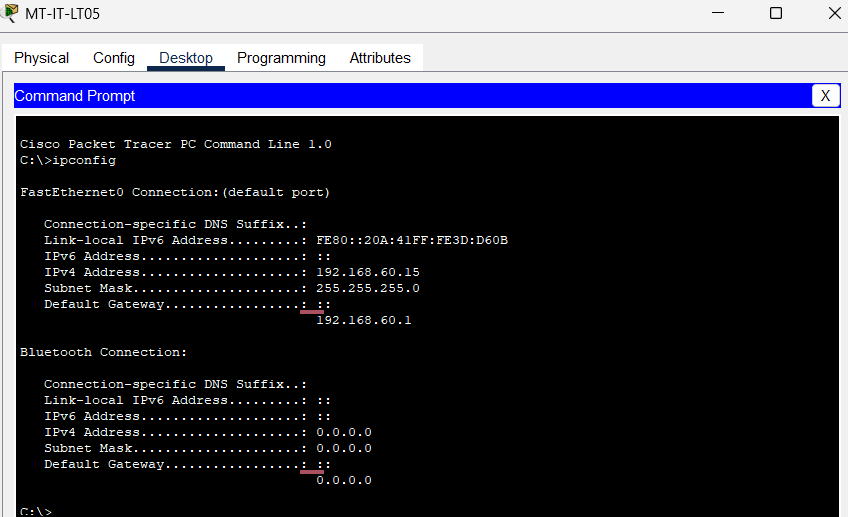 MT-IT-LT05
Physical Config Desktop Programming Attributes
Command Prompt X
Cisco Packet Tracer PC Command Line 1.0
C:\>ipconfig
FastEthernet0 Connection:(default port)
Connection-specific DNS Suffix..:
Link-local IPv6 Address.........: FE80::20A:41FF:FE3D:D60B
IPv6 Address....................: ::
IPv4 Address....................: 192.168.60.15
Subnet Mask.....................: 255.255.255.0
Default Gateway.................: ::
192.168.60.1
Bluetooth Connection:
Connection-specific DNS Suffix..:
Link-local IPv6 Address.........: ::
IPv6 Address....................: ::
IPv4 Address....................: 0.0.0.0
Subnet Mask.....................: 0.0.0.0
Default Gateway.................: ::
0.0.0.0
C:\>